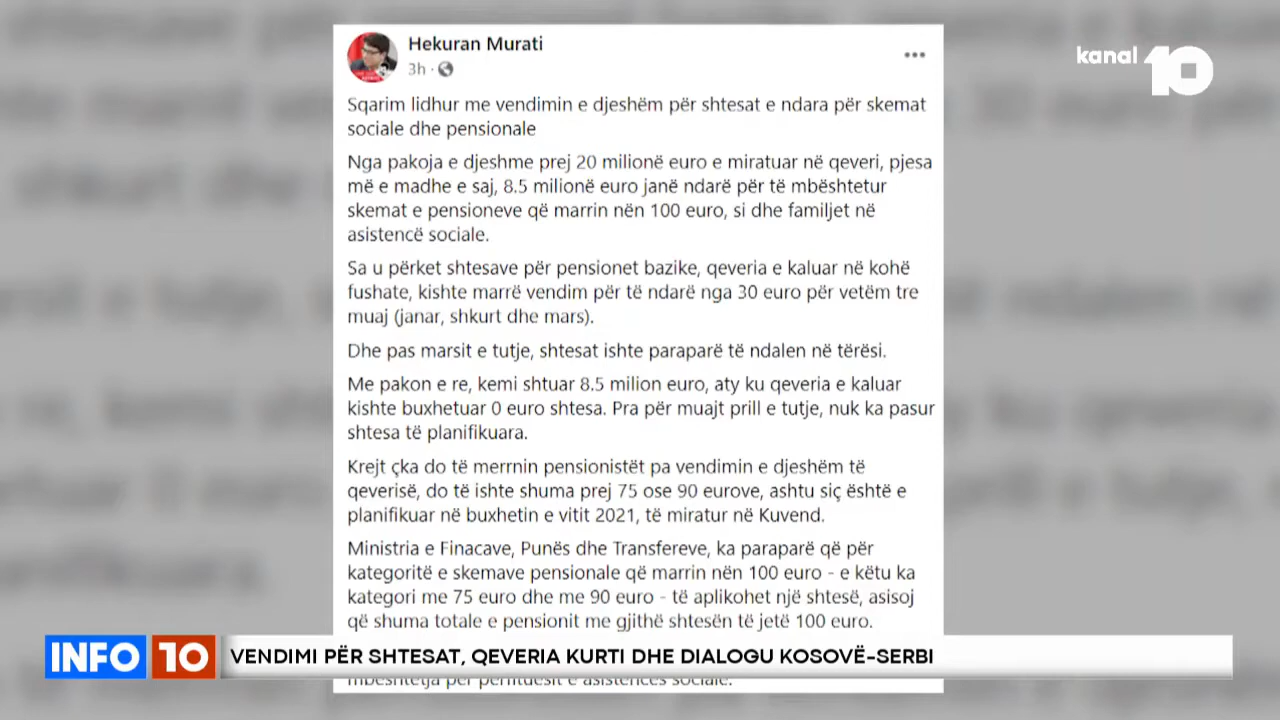 Hekuran Murati
3h
kanal 10
Sqarim lidhur me vendimin e djeshëm për shtesat e ndara për skemat
sociale dhe pensionale
Nga pakoja e djeshme prej 20 milionë euro e miratuar në qeveri, pjesa
më e madhe e saj, 8.5 milionë euro janë ndarë për të mbështetur
skemat e pensioneve që marrin nën 100 euro, si dhe familjet në
asistencë sociale.
Sa u përket shtesave për pensionet bazike, qeveria e kaluar në kohë
fushate, kishte marrë vendim për të ndarë nga 30 euro për vetëm tre
muaj (janar, shkurt dhe mars).
Dhe pas marsit e tutje, shtesat ishte paraparë të ndalen në tërësi.
Me pakon e re, kemi shtuar 8.5 milion euro, aty ku qeveria e kaluar
kishte buxhetuar 0 euro shtesa. Pra për muajt prill e tutje, nuk ka pasur
shtesa të planifikuara.
Krejt çka do të merrnin pensionistët pa vendimin e djeshëm të
qeverisë, do të ishte shuma prej 75 ose 90 eurove, ashtu siç është e
planifikuar në buxhetin e vitit 2021, të miratur në Kuvend.
Ministria e Finacave, Punës dhe Transfereve, ka paraparë që për
kategoritë e skemave pensionale që marrin nën 100 euro - e këtu ka
kategori me 75 euro dhe me 90 euro - të aplikohet një shtesë, asisoj
që shuma totale e pensionit me gjithë shtesën të jetë 100 euro.
INFO 10 VENDIMI PËR SHTESAT, QEVERIA KURTI DHE DIALOGU KOSOVË-SERBI
mbështetja për përfituesit e asistencës sociale.